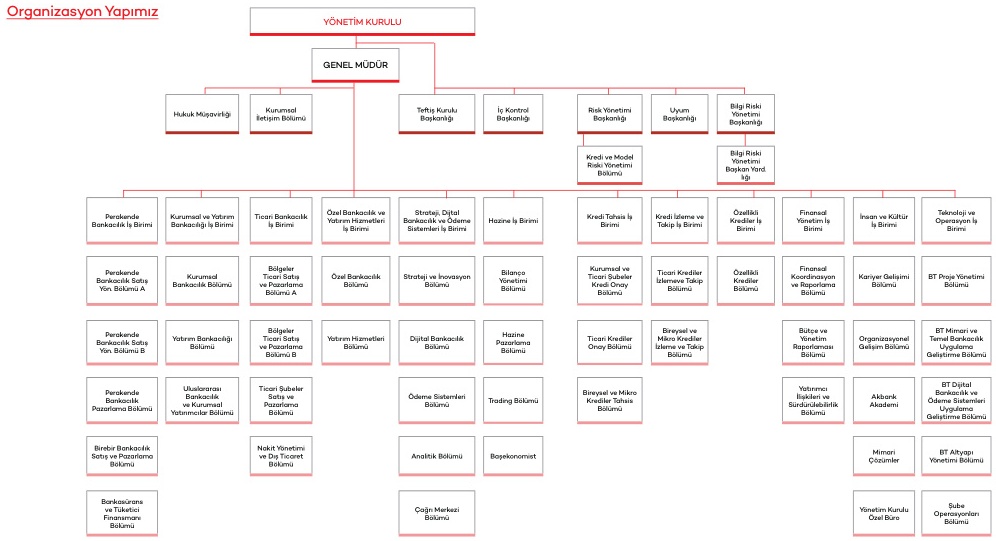 Organizasyon Yapımız
YÖNETİM KURULU
GENEL MÜDÜR
Hukuk Müşavirliği
Kurumsal
İletişim Bölümü
Teftiş Kurulu
Başkanlığı
İç Kontrol
Başkanlığı
Risk Yönetimi
Başkanlığı
Uyum
Başkanlığı
Bilgi Riski
Yönetimi
Başkanlığı
Kredi ve Model
Riski Yönetimi
Bölümü
Bilgi Riski
Yönetimi
Başkan Yard.
lığı
Perakende
Bankacılık İş Birimi
Kurumsal ve Yatırım
Bankacılığı İş Birimi
Ticari Bankacılık
İş Birimi
Özel Bankacılık ve
Yatırım Hizmetleri
İş Birimi
Strateji, Dijtal
Bankacılık ve Ödeme
Sistemleri İş Birimi
Hazine İş Birimi
Kredi Tahsis İş
Birimi
Kredi İzleme ve
Takip İş Birimi
Özellikli
Krediler İş
Birimi
Finansal
Yönetim İş
Birimi
İnsan ve Kültür
İş Birimi
Teknoloji ve
Operasyon İş
Birimi
Perakende
Bankacılık Satış
Yön. Bölümü A
Kurumsal
Bankacılık Bölümü
Bölgeler
Ticari Satış
ve Pazarlama
Bölümü A
Özel Bankacılık
Bölümü
Strateji ve İnovasyon
Bölümü
Bilanço
Yönetimi
Bölümü
Kurumsal ve
Ticari Şubeler
Kredi Onay
Bölümü
Ticari Krediler
İzlemeve Takip
Bölümü
Özellikli
Krediler
Bölümü
Finansal
Koordinasyon
ve Raporlama
Bölümü
Kariyer Gelişimi
Bölümü
BT Proje Yönetimi
Bölümü
Perakende
Bankacılık Satış
Yön. Bölümü B
Yatırım Bankacılığı
Bölümü
Bölgeler
Ticari Satış
ve Pazarlama
Bölümü B
Yatırım Hizmetleri
Bölümü
Dijital Bankacılık
Bölümü
Hazine
Pazarlama
Bölümü
Ticari Krediler
Onay Bölümü
Bireysel ve
Mikro Krediler
İzleme ve Takip
Bölümü
Bütçe ve
Yönetim
Raporlaması
Bölümü
Organizasyonel
Gelişim Bölümü
BT Mimari ve
Temel Bankacılık
Uygulama
Geliştirme Bölümü
Perakende
Bankacılık
Pazarlama Bölümü
Uluslararası
Bankacılık
ve Kurumsal
Yatırımcılar Bölümü
Ticari Şubeler
Satış ve
Pazarlama
Bölümü
Ödeme Sistemleri
Bölümü
Trading Bölümü
Bireysel ve Mikro
Krediler Tahsis
Bölümü
Yatırımcı
İlişkileri ve
Sürdürülebilirlik
Bölümü
Akbank
Akademi
BT Dijital
Bankacılık ve
Ödeme Sistemleri
Uygulama
Geliştirme Bölümü
Birebir Bankacılık
Satış ve Pazarlama
Bölümü
Nakit Yönetimi
ve Dış Ticaret
Bölümü
Analitik Bölümü
Başekonomist
Mimari
Çözümler
BT Altyapı
Yönetimi Bölümü
Bankasürans
ve Tüketici
Finansmanı
Bölümü
Çağrı Merkezi
Bölümü
Yönetim Kurulu
Özel Büro
Şube
Operasyonları
Bölümü